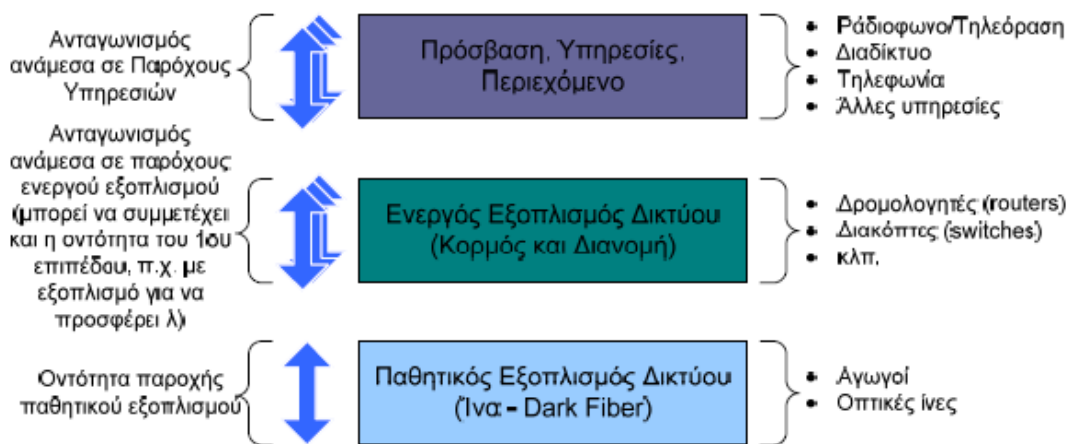 Ανταγωνισμός
ανάμεσα σε Παρόχους
Υπηρεσιών
Πρόσβαση, Υπηρεσίες,
Περιεχόμενο
• Ράδιοφωνο/Τηλεόραση
• Διαδίκτυο
• Τηλεφωνία
• Άλλες υπηρεσίες
Ανταγωνισμός
ανάμεσα σε παρόχους
ενεργού εξοπλισμού
(μπορεί να συμμετέχει
και η οντότητα του 1ου
επιπέδου, π.χ. με
εξοπλισμό για να
προσφέρει λ)
Ενεργός Εξοπλισμός Δικτύου
(Κορμός και Διανομή)
• Δρομολογητές (routers)
• Διακόπτες (switches)
• κλπ.
Οντότητα παροχής
παθητικού εξοπλισμού
Παθητικός Εξοπλισμός Δικτύου
(Ίνα - Dark Fiber)
• Αγωγοί
• Οπτικές ίνες